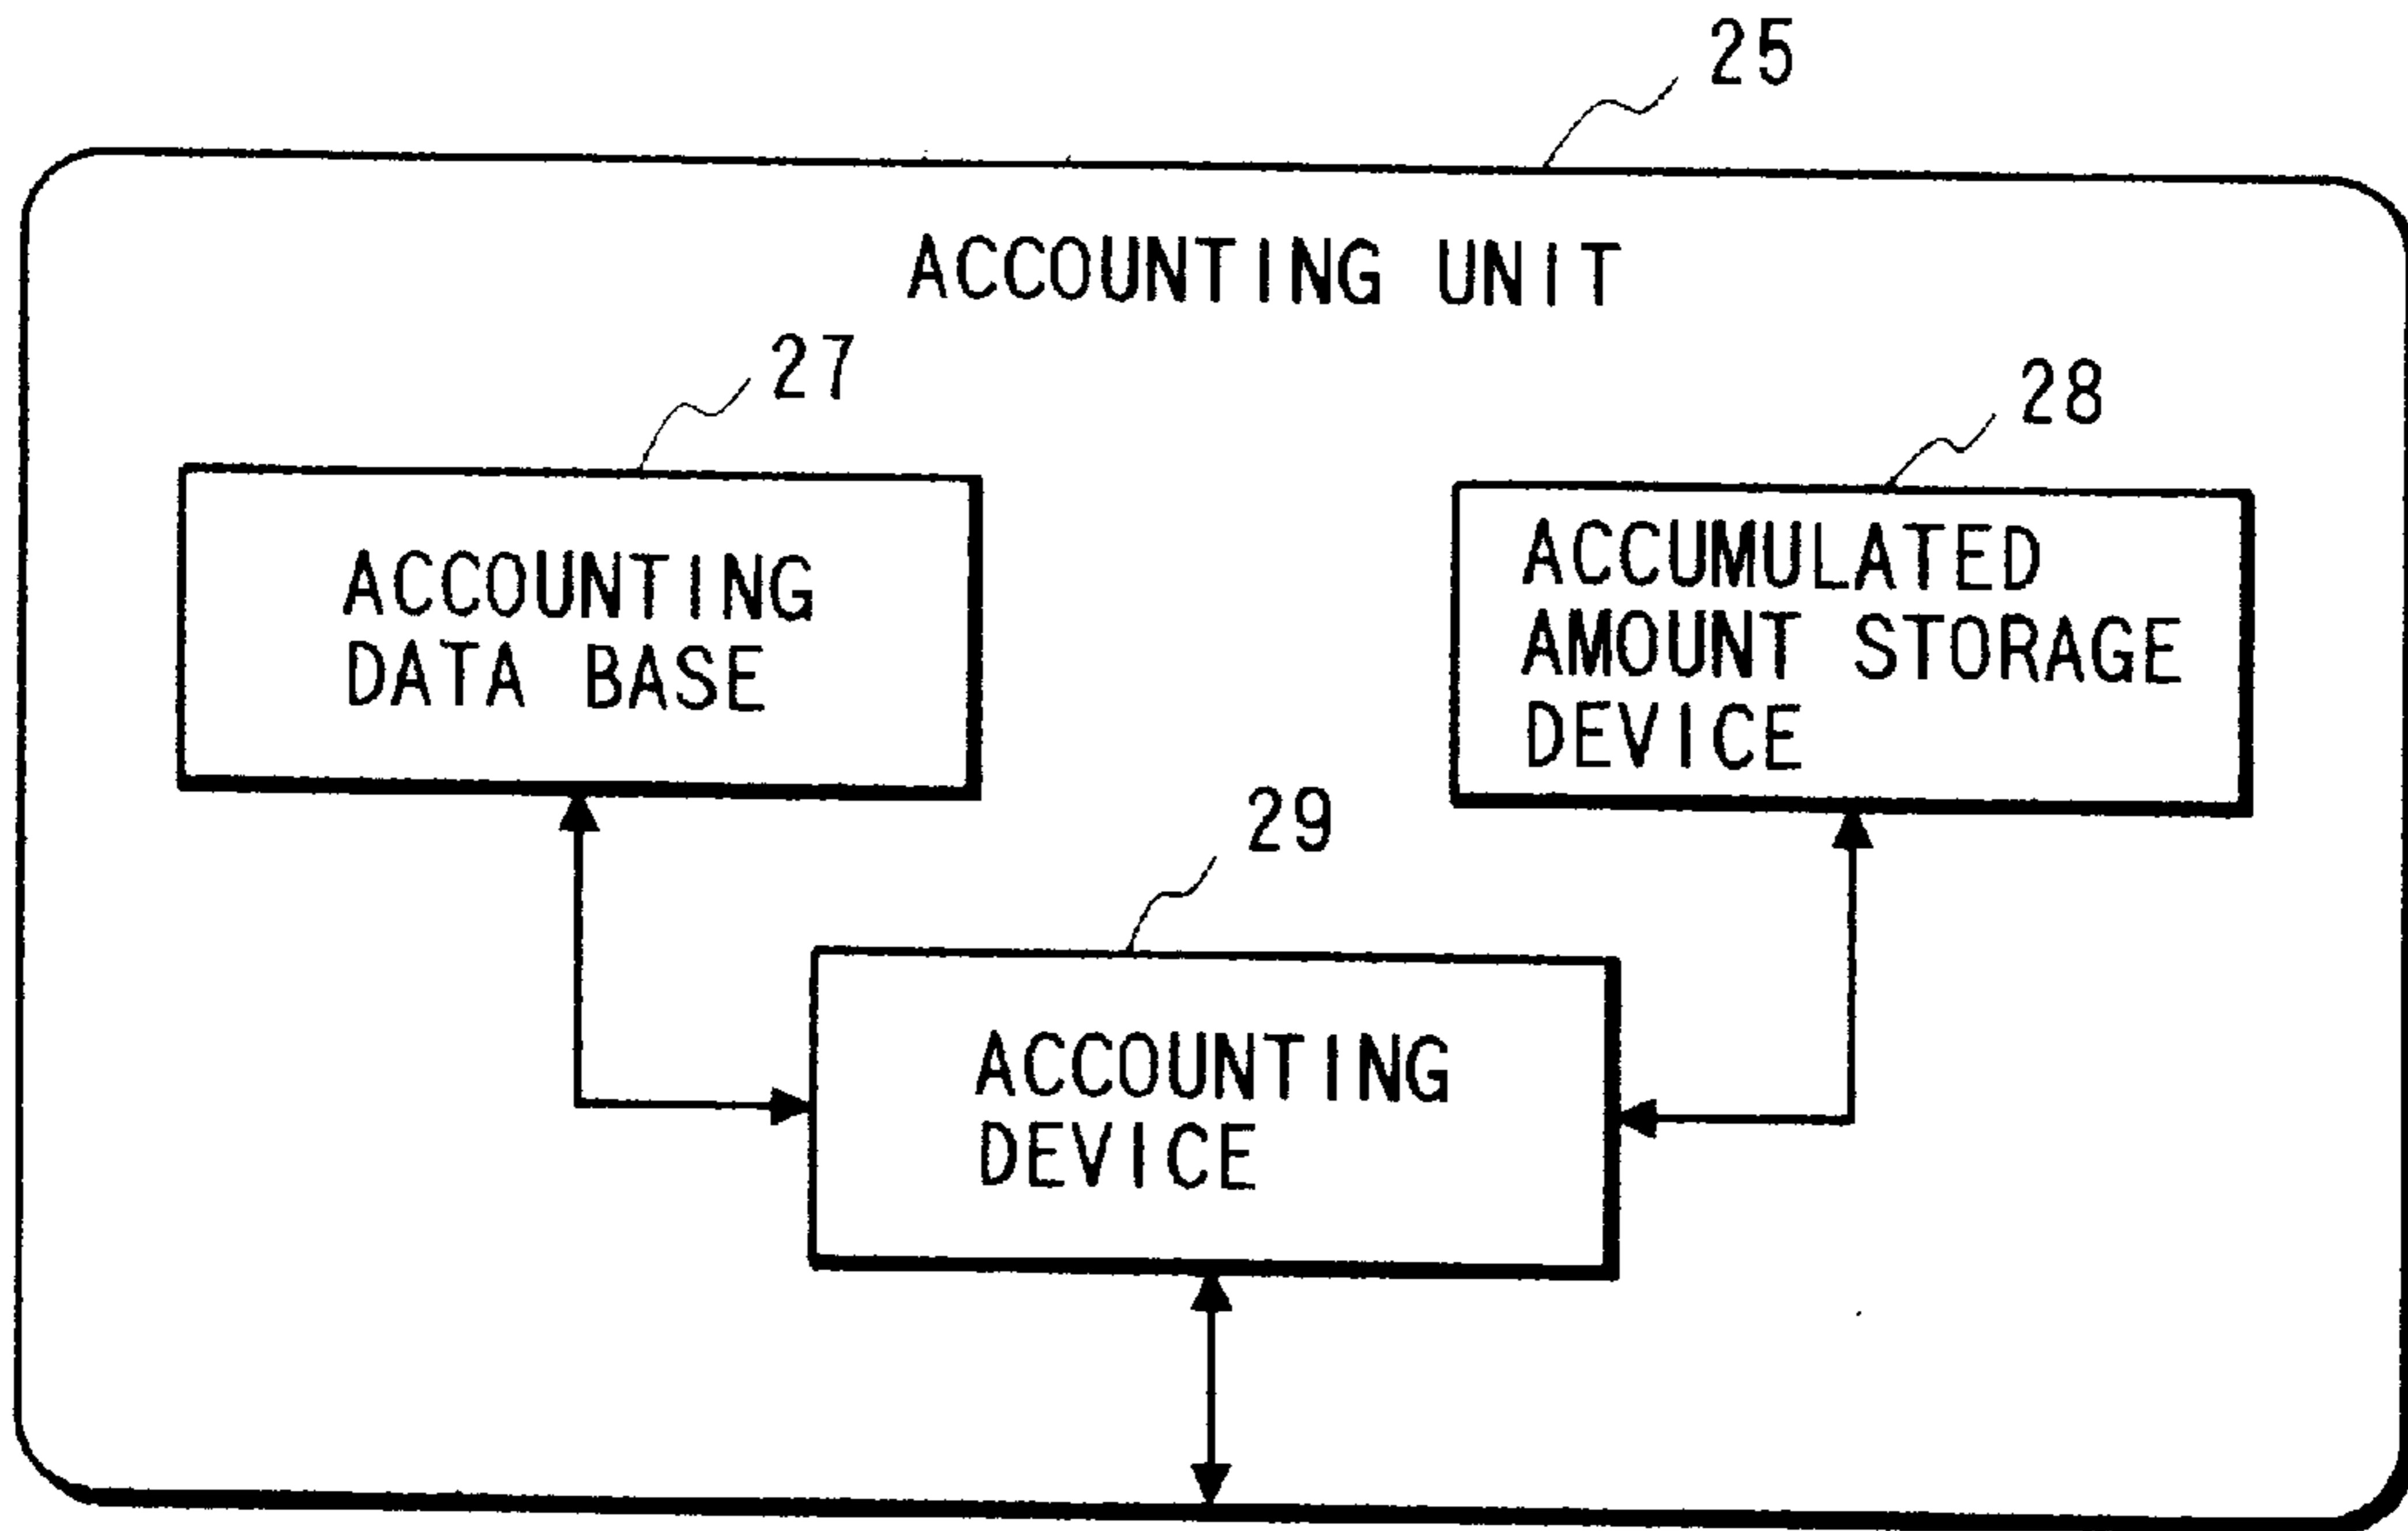 25
ACCOUNTING UNIT
27
28
ACCOUNTING
DATA BASE
ACCUMULATED
AMOUNT STORAGE
DEVICE
29
ACCOUNTING
DEVICE